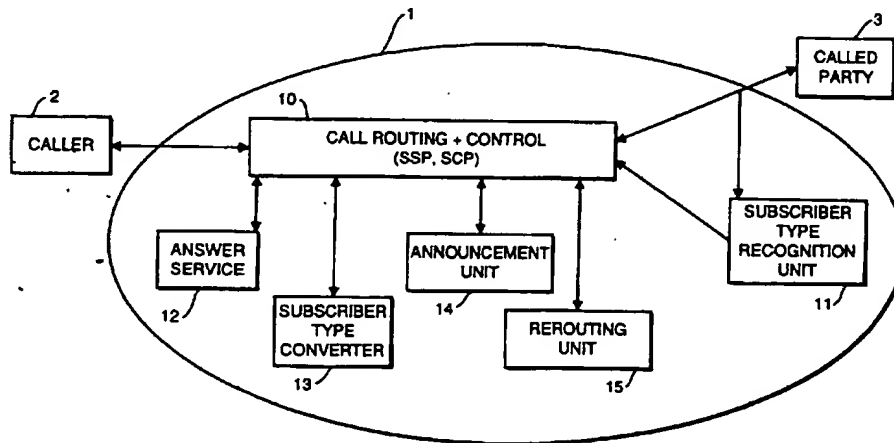 1
3
CALLED
PARTY
2
CALLER
10
CALL ROUTING + CONTROL
(SSP, SCP)
ANSWER
SERVICE
12
SUBSCRIBER
TYPE
CONVERTER
13
ANNOUNCEMENT
UNIT
14
REROUTING
UNIT
15
SUBSCRIBER
TYPE
RECOGNITION
UNIT
11